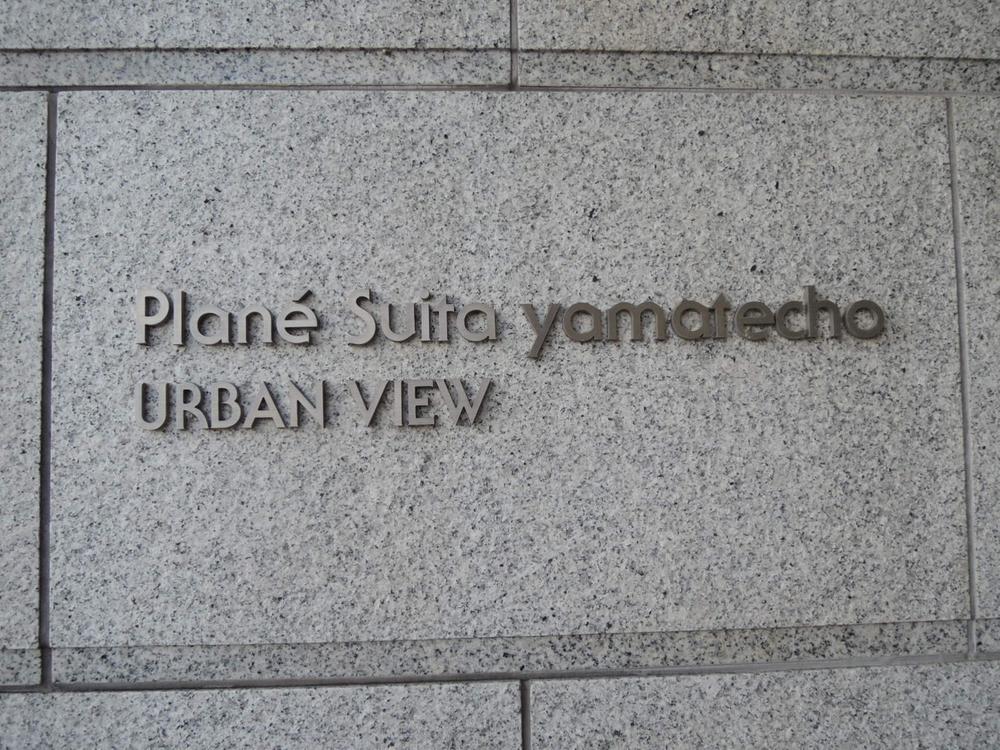 Plané Suita yamatecho
URBAN VIEW